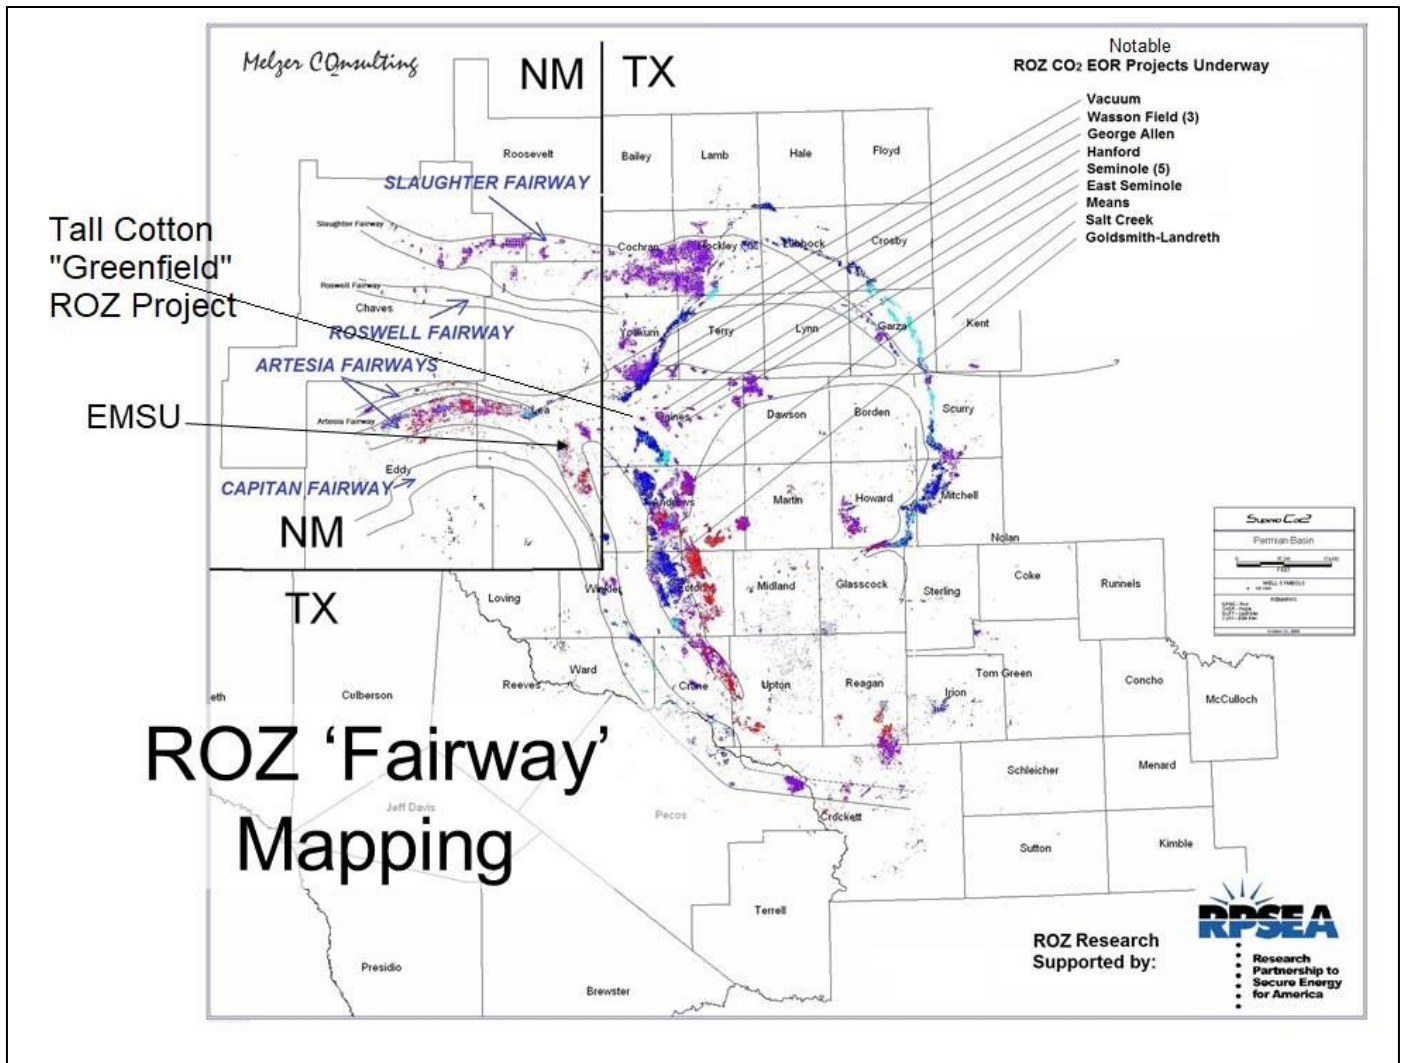 Melzer CO2nsulting
NM
TX
Notable
ROZ CO₂ EOR Projects Underway
Vacuum
Wasson Field (3)
George Allen
Hanford
Seminole (5)
East Seminole
Means
Salt Creek
Goldsmith-Landreth
Roosevelt
Bailey
Lamb
Hale
Floyd
SLAUGHTER FAIRWAY
Slaughter Fairway
Tall Cotton
"Greenfield"
ROZ Project
Cochran
Hockley
Lubbock
Crosby
Roswell Fairway
Chaves
ROSWELL FAIRWAY
Yoakum
Terry
Lynn
Garza
Kent
ARTESIA FAIRWAYS
EMSU
Artesia Fairway
Lea
Gaines
Dawson
Borden
Scurry
Eddy
CAPITAN FAIRWAY
Andrews
Martin
Howard
Mitchell
NM
Nolan
Permian Basin
FEET
WELL SYMBOLS
REMARKS
TX
Loving
Winkler
Ector
Midland
Glasscock
Sterling
Coke
Runnels
Ward
Reeves
Crane
Upton
Reagan
Irion
Tom Green
Concho
McCulloch
eth
Culberson
ROZ ‘Fairway’
Mapping
Jeff Davis
Pecos
Crockett
Schleicher
Menard
Sutton
Kimble
Terrell
Presidio
Brewster
ROZ Research
Supported by:
RPSEA
Research
Partnership to
Secure Energy
for America